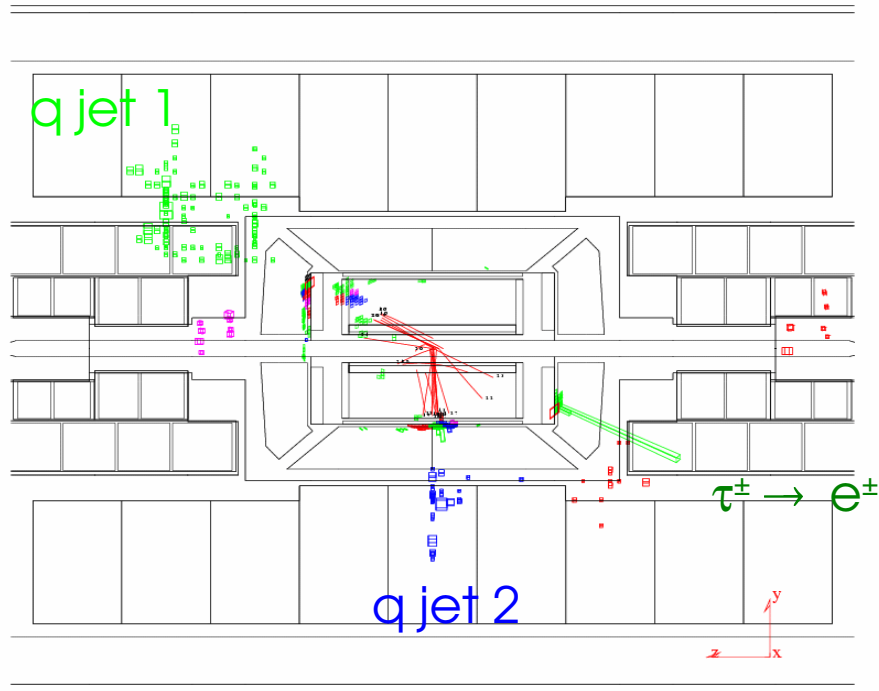 q jet 1
τ± → e±
q jet 2
y
z
x